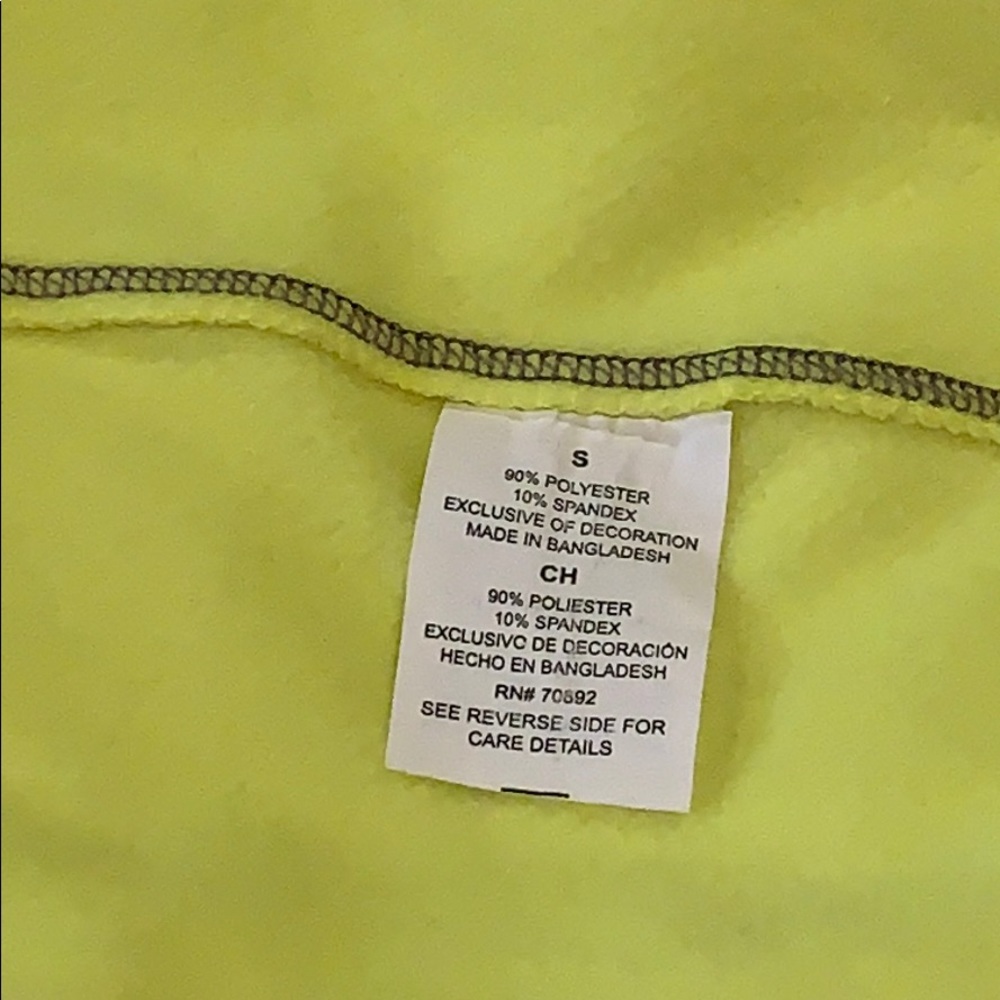 S
90% POLYESTER
10% SPANDEX
EXCLUSIVE OF DECORATION
MADE IN BANGLADESH
CH
90% POLIESTER
10% SPANDEX
EXCLUSIVO DE DECORACIÓN
HECHO EN BANGLADESH
RN# 70892
SEE REVERSE SIDE FOR
CARE DETAILS